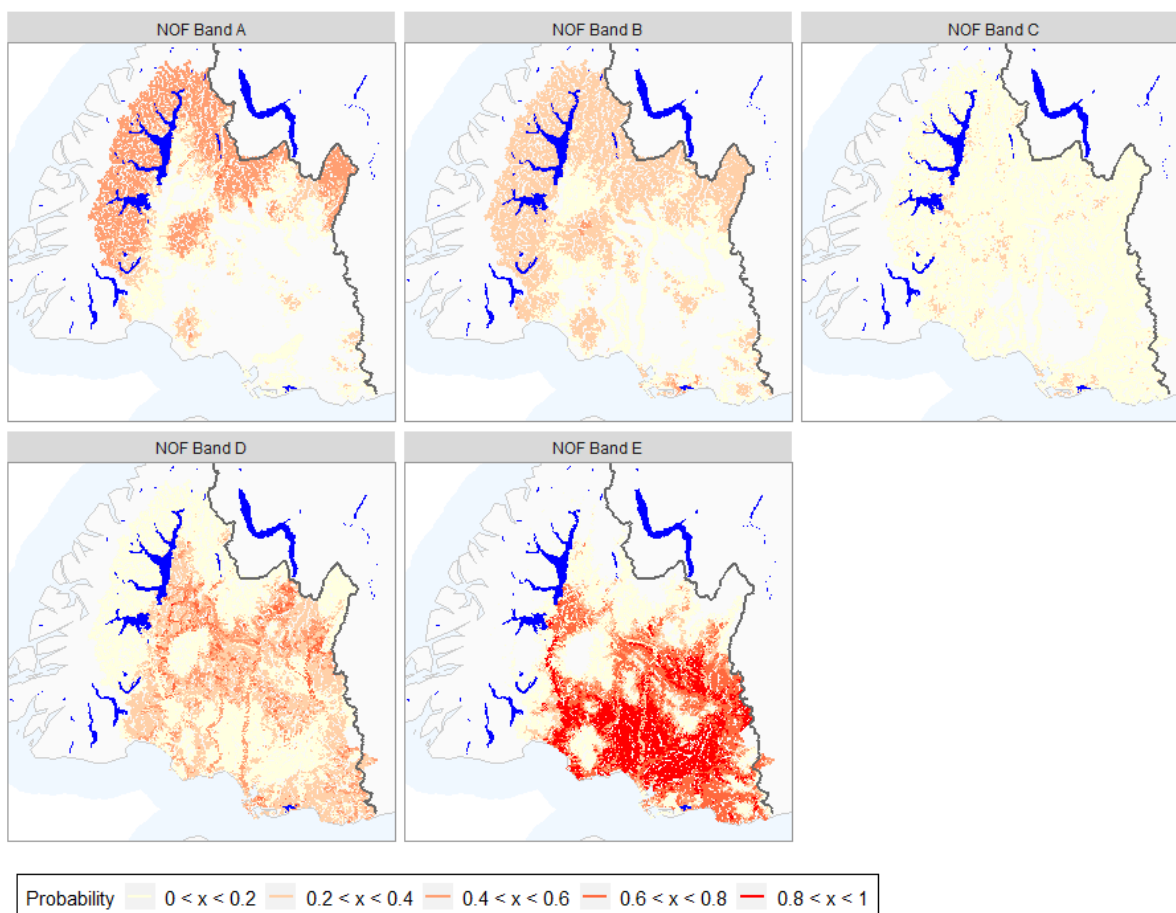 NOF Band A
NOF Band B
NOF Band C
NOF Band D
NOF Band E
Probability 0 < x < 0.2 0.2 < x < 0.4 0.4 < x < 0.6 0.6 < x < 0.8 0.8 < x < 1